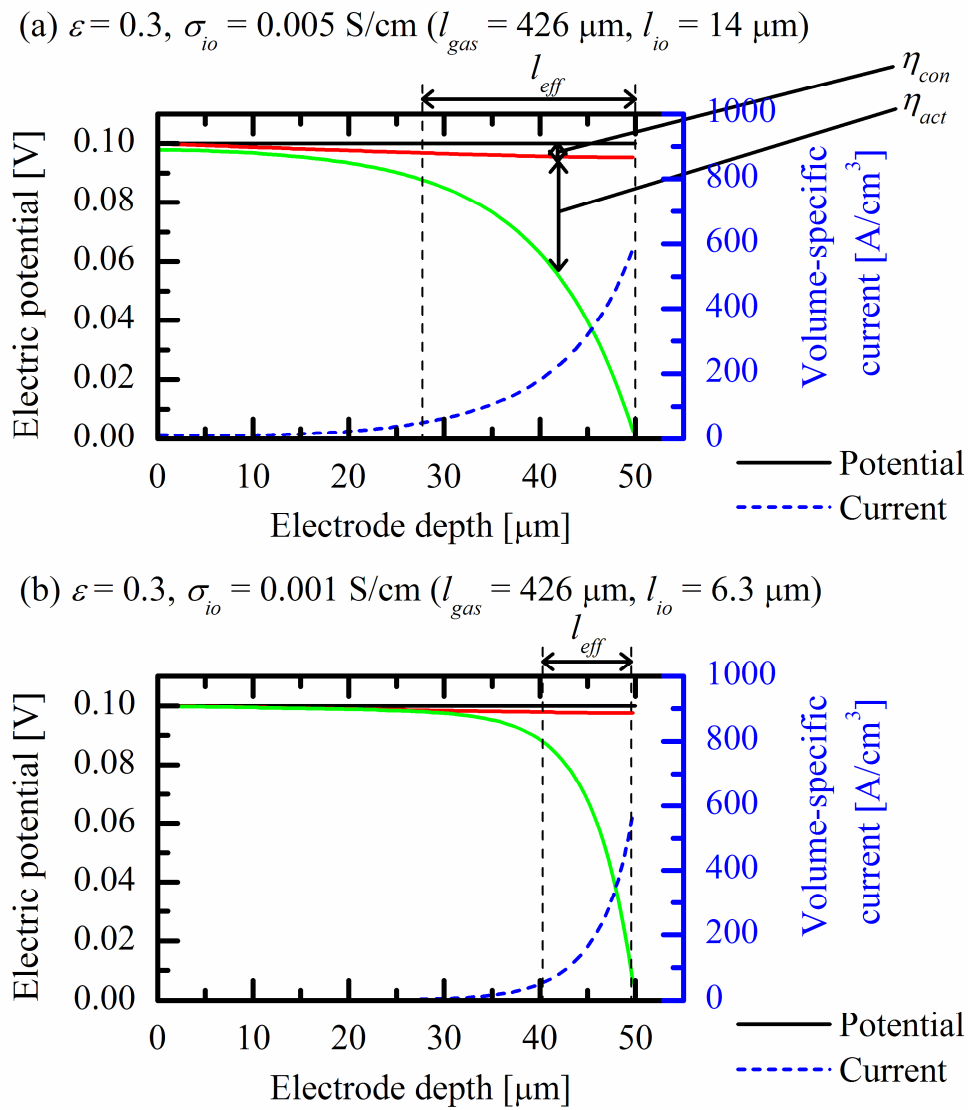 (a) ε = 0.3, σio = 0.005 S/cm (lgas = 426 μm, lio = 14 μm)
leff
ηcon
ηact
Electric potential [V]
0.10
0.08
0.06
0.04
0.02
0.00
1000
800
600
400
200
0
Volume-specific
current [A/cm³]
0 10 20 30 40 50
Electrode depth [μm]
Potential
Current
(b) ε = 0.3, σio = 0.001 S/cm (lgas = 426 μm, lio = 6.3 μm)
leff
Electric potential [V]
0.10
0.08
0.06
0.04
0.02
0.00
1000
800
600
400
200
0
Volume-specific
current [A/cm³]
0 10 20 30 40 50
Electrode depth [μm]
Potential
Current